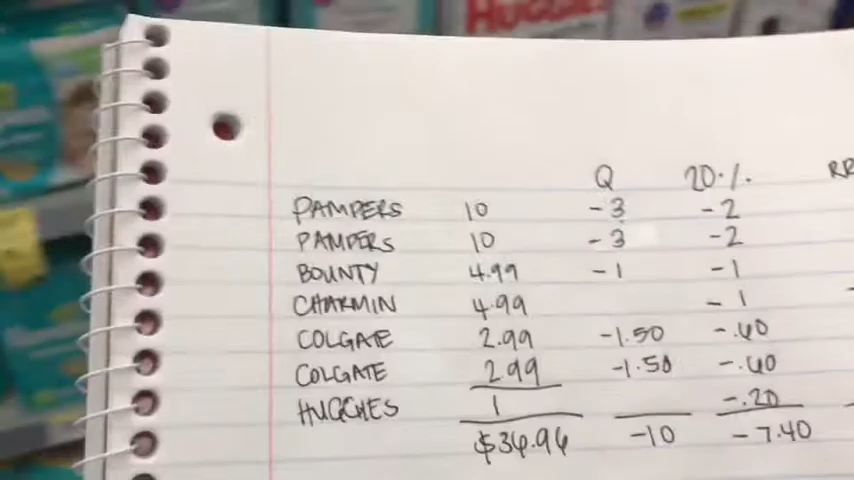 HUGGIES
Q 20% RR
PAMPERS 10 -3 -2
PAMPERS 10 -3 -2
BOUNTY 4.99 -1 -1
CHARMIN 4.99 -1
COLGATE 2.99 -1.50 -.60
COLGATE 2.99 -1.50 -.60
HUGGIES 1 -.20
$36.96 -10 -7.40